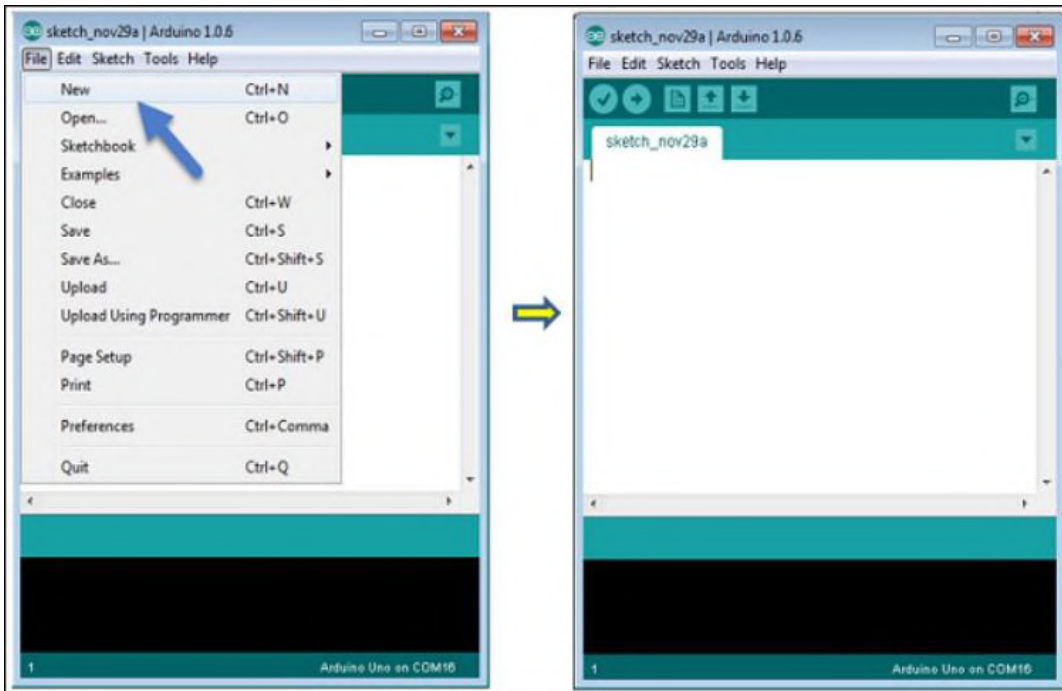 sketch_nov29a | Arduino 1.0.6
File Edit Sketch Tools Help
New Ctrl+N
Open... Ctrl+O
Sketchbook
Examples
Close Ctrl+W
Save Ctrl+S
Save As... Ctrl+Shift+S
Upload Ctrl+U
Upload Using Programmer Ctrl+Shift+U
Page Setup Ctrl+Shift+P
Print Ctrl+P
Preferences Ctrl+Comma
Quit Ctrl+Q
1 Arduino Uno on COM16
sketch_nov29a | Arduino 1.0.6
File Edit Sketch Tools Help
sketch_nov29a
1 Arduino Uno on COM16